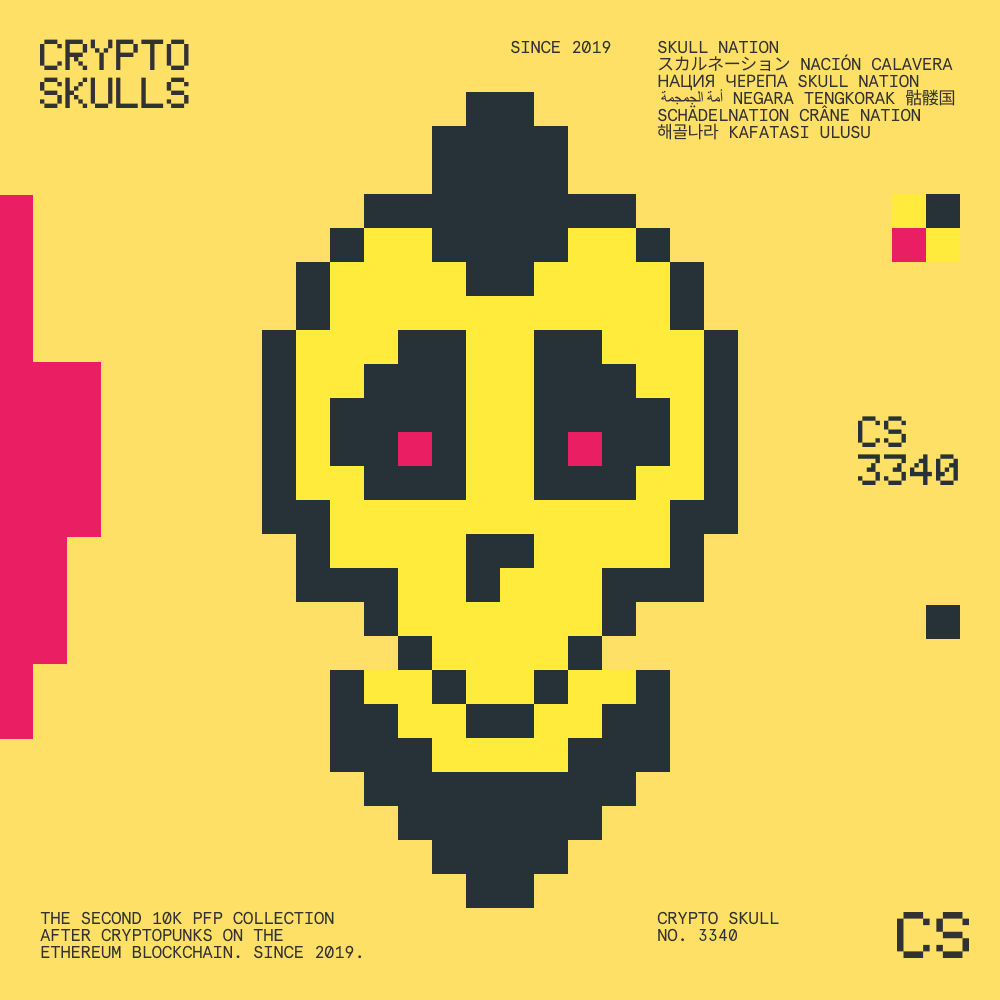 CRYPTO
SKULLS
SINCE 2019
SKULL NATION
スカルネーション NACIÓN CALAVERA
НАЦИЯ ЧЕРЕПА SKULL NATION
أمة الجمجمة NEGARA TENGKORAK 骷髅国
SCHÄDELNATION CRÂNE NATION
해골나라 KAFATASI ULUSU
CS
3340
THE SECOND 10K PFP COLLECTION
AFTER CRYPTOPUNKS ON THE
ETHEREUM BLOCKCHAIN. SINCE 2019.
CRYPTO SKULL
NO. 3340
CS